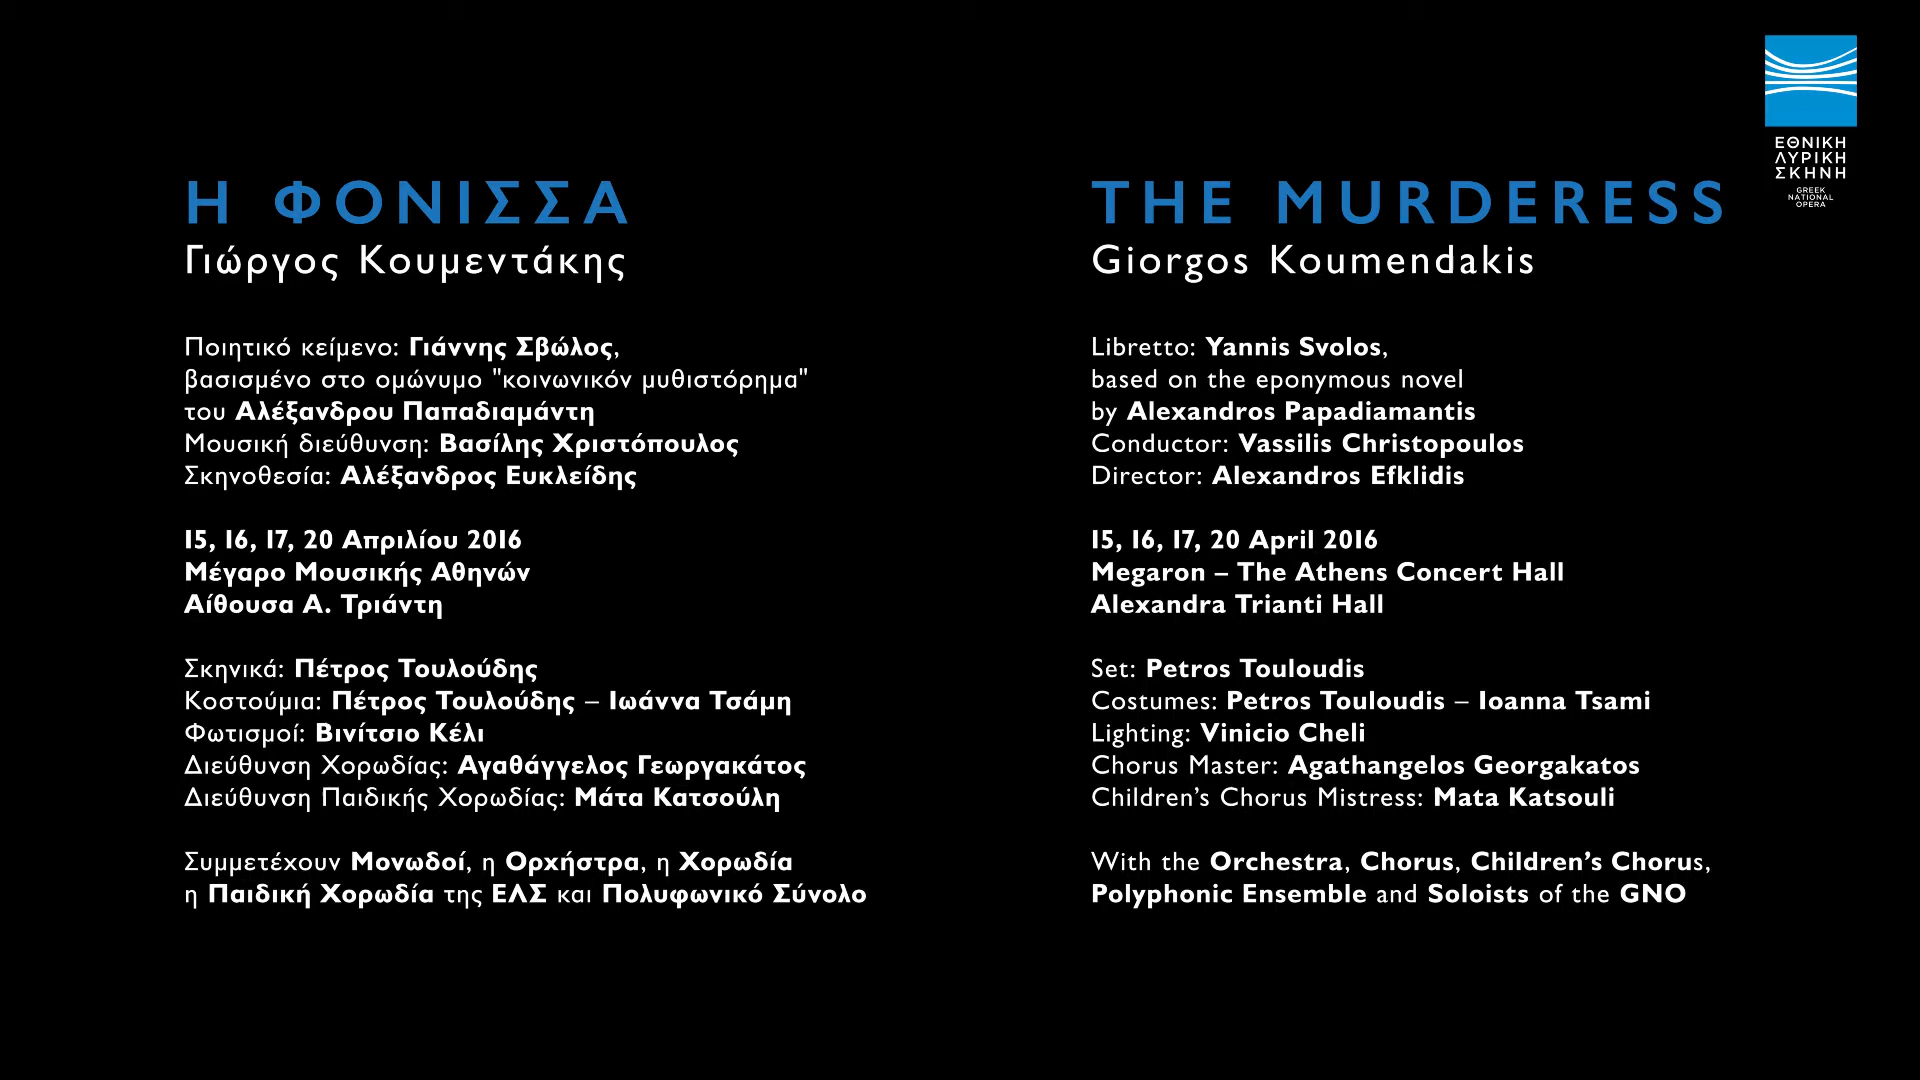 Η ΦΟΝΙΣΣΑ
Γιώργος Κουμεντάκης
Ποιητικό κείμενο: Γιάννης Σβώλος,
βασισμένο στο ομώνυμο "κοινωνικόν μυθιστόρημα"
του Αλέξανδρου Παπαδιαμάντη
Μουσική διεύθυνση: Βασίλης Χριστόπουλος
Σκηνοθεσία: Αλέξανδρος Ευκλείδης
15, 16, 17, 20 Απριλίου 2016
Μέγαρο Μουσικής Αθηνών
Αίθουσα Α. Τριάντη
Σκηνικά: Πέτρος Τουλούδης
Κοστούμια: Πέτρος Τουλούδης – Ιωάννα Τσάμη
Φωτισμοί: Βινίτσιο Κέλι
Διεύθυνση Χορωδίας: Αγαθάγγελος Γεωργακάτος
Διεύθυνση Παιδικής Χορωδίας: Μάτα Κατσούλη
Συμμετέχουν Μονωδοί, η Ορχήστρα, η Χορωδία
η Παιδική Χορωδία της ΕΛΣ και Πολυφωνικό Σύνολο
THE MURDERESS
Giorgos Koumendakis
Libretto: Yannis Svolos,
based on the eponymous novel
by Alexandros Papadiamantis
Conductor: Vassilis Christopoulos
Director: Alexandros Efklidis
15, 16, 17, 20 April 2016
Megaron – The Athens Concert Hall
Alexandra Trianti Hall
Set: Petros Touloudis
Costumes: Petros Touloudis – Ioanna Tsami
Lighting: Vinicio Cheli
Chorus Master: Agathangelos Georgakatos
Children’s Chorus Mistress: Mata Katsouli
With the Orchestra, Chorus, Children’s Chorus,
Polyphonic Ensemble and Soloists of the GNO
ΕΘΝΙΚΗ
ΛΥΡΙΚΗ
ΣΚΗΝΗ
GREEK
NATIONAL
OPERA